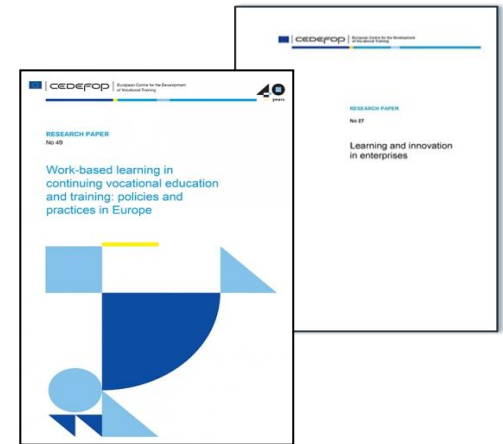 CEDEFOP
European Centre for the Development
of Vocational Training
RESEARCH PAPER
No 27
Learning and innovation
in enterprises
CEDEFOP
European Centre for the Development
of Vocational Training
40
years
RESEARCH PAPER
No 49
Work-based learning in
continuing vocational education
and training: policies and
practices in Europe